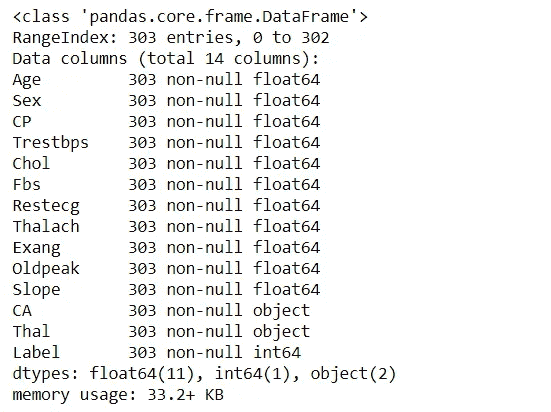 <class 'pandas.core.frame.DataFrame'>
RangeIndex: 303 entries, 0 to 302
Data columns (total 14 columns):
Age         303 non-null float64
Sex         303 non-null float64
CP          303 non-null float64
Trestbps    303 non-null float64
Chol        303 non-null float64
Fbs         303 non-null float64
Restecg     303 non-null float64
Thalach     303 non-null float64
Exang       303 non-null float64
Oldpeak     303 non-null float64
Slope       303 non-null float64
CA          303 non-null object
Thal        303 non-null object
Label       303 non-null int64
dtypes: float64(11), int64(1), object(2)
memory usage: 33.2+ KB